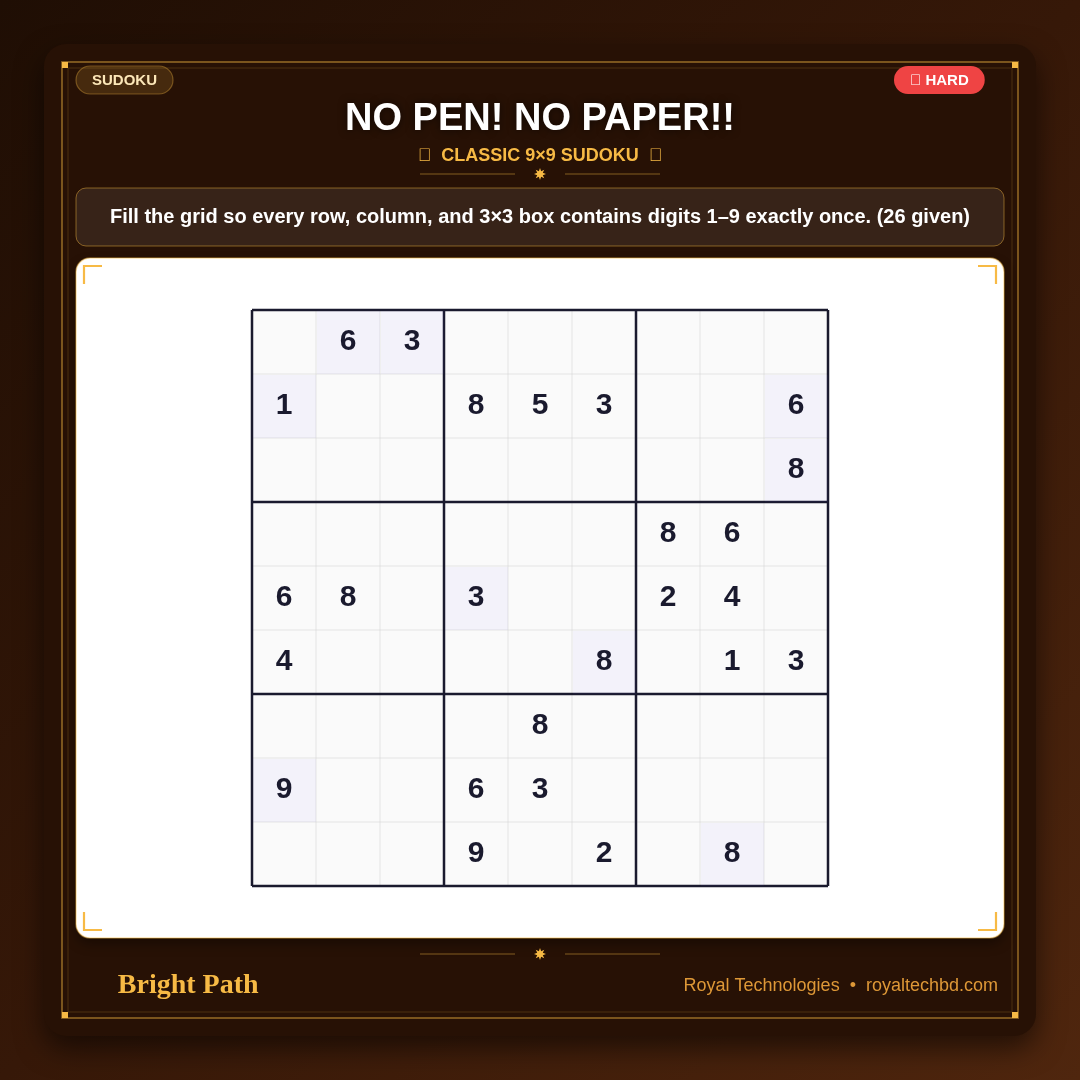 SUDOKU
HARD
NO PEN! NO PAPER!!
CLASSIC 9×9 SUDOKU
Fill the grid so every row, column, and 3×3 box contains digits 1–9 exactly once. (26 given)
6 3
1 8 5 3 6
8
8 6
6 8 3 2 4
4 8 1 3
8
9 6 3
9 2 8
Bright Path
Royal Technologies • royaltechbd.com